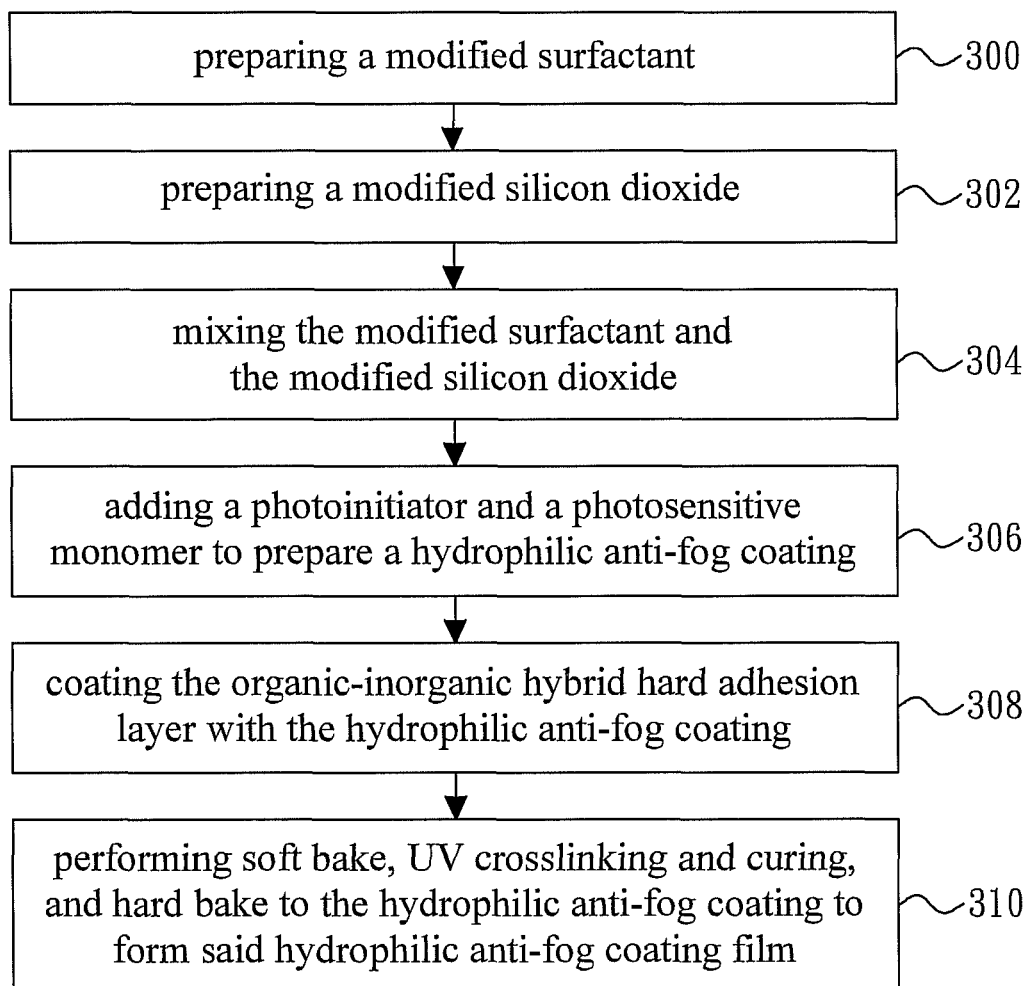 preparing a modified surfactant
300
preparing a modified silicon dioxide
302
mixing the modified surfactant and
the modified silicon dioxide
304
adding a photoinitiator and a photosensitive
monomer to prepare a hydrophilic anti-fog coating
306
coating the organic-inorganic hybrid hard adhesion
layer with the hydrophilic anti-fog coating
308
performing soft bake, UV crosslinking and curing,
and hard bake to the hydrophilic anti-fog coating to
form said hydrophilic anti-fog coating film
310